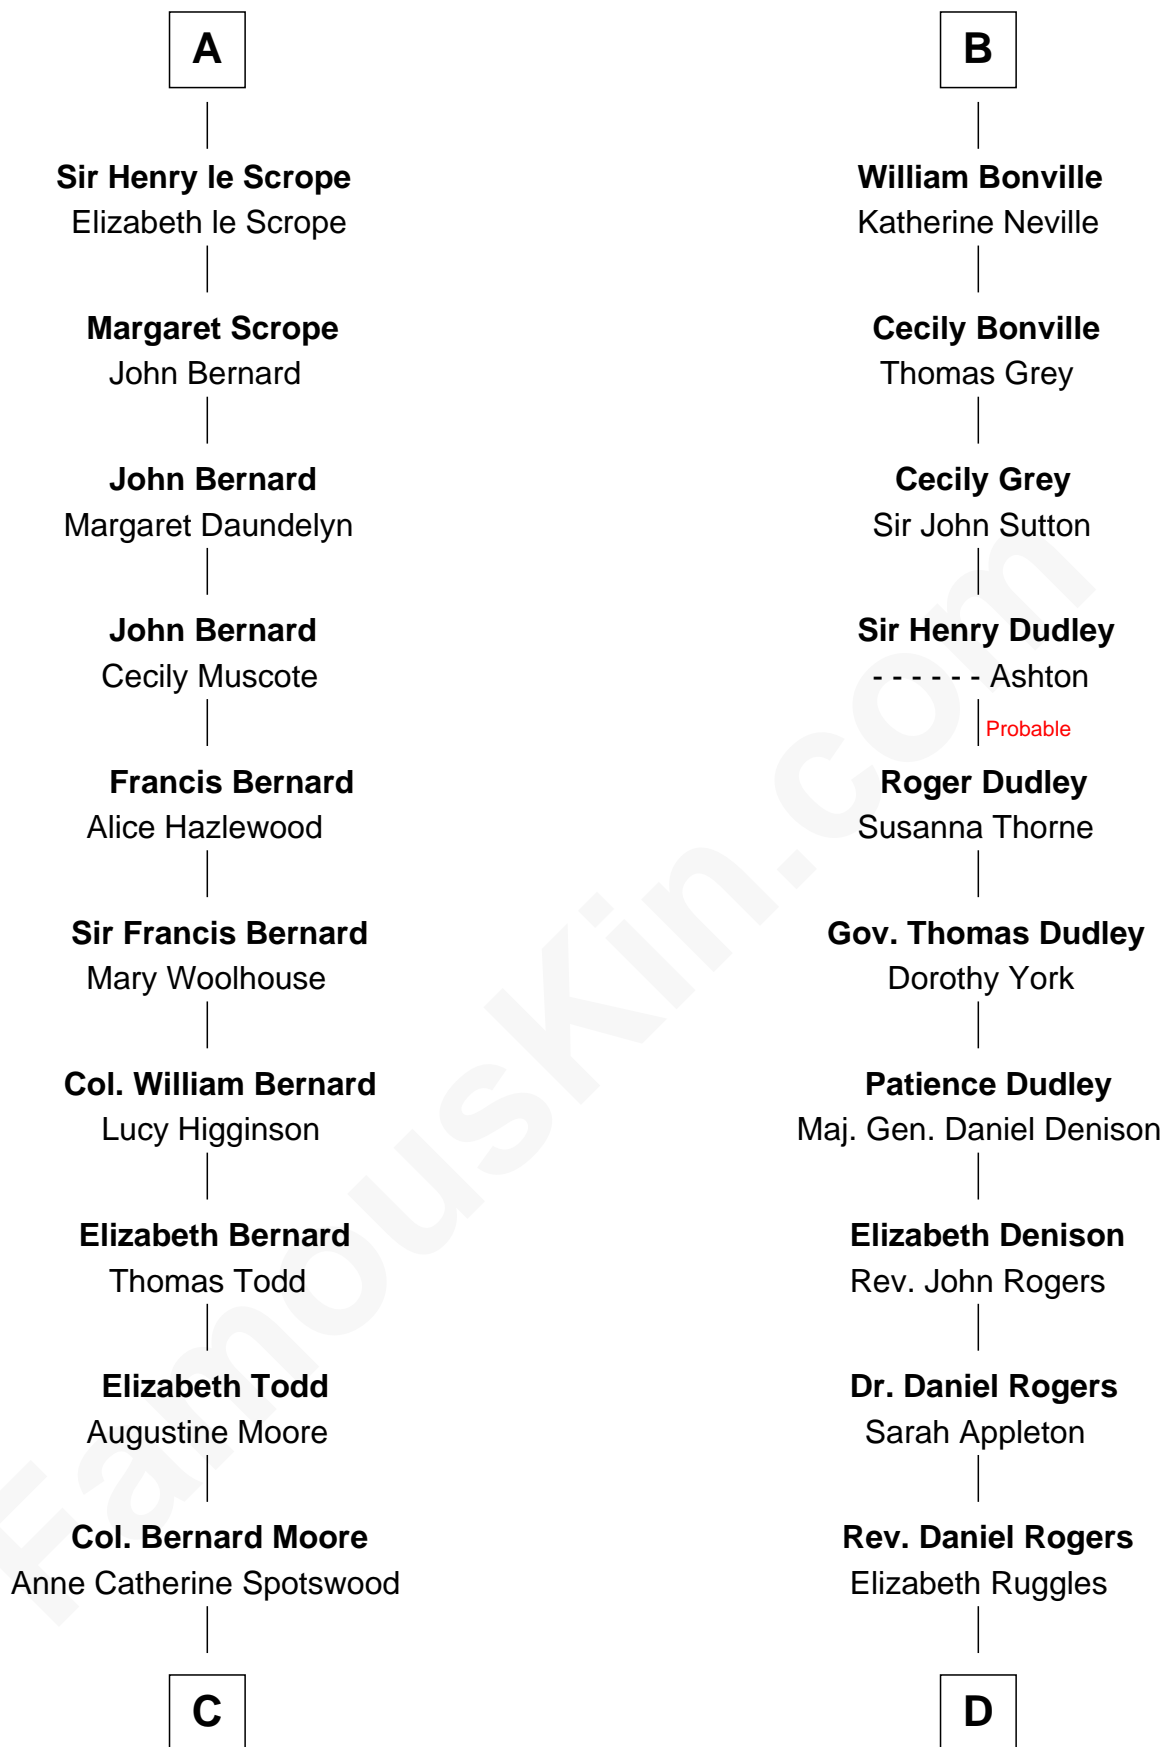 A
Sir Henry le Scrope
Elizabeth le Scrope
Margaret Scrope
John Bernard
John Bernard
Margaret Daundelyn
John Bernard
Cecily Muscote
Francis Bernard
Alice Hazlewood
Sir Francis Bernard
Mary Woolhouse
Col. William Bernard
Lucy Higginson
Elizabeth Bernard
Thomas Todd
Elizabeth Todd
Augustine Moore
Col. Bernard Moore
Anne Catherine Spotswood
C
B
William Bonville
Katherine Neville
Cecily Bonville
Thomas Grey
Cecily Grey
Sir John Sutton
Sir Henry Dudley
- - - - - - Ashton
Probable
Roger Dudley
Susanna Thorne
Gov. Thomas Dudley
Dorothy York
Patience Dudley
Maj. Gen. Daniel Denison
Elizabeth Denison
Rev. John Rogers
Dr. Daniel Rogers
Sarah Appleton
Rev. Daniel Rogers
Elizabeth Ruggles
D
FamousKin.com